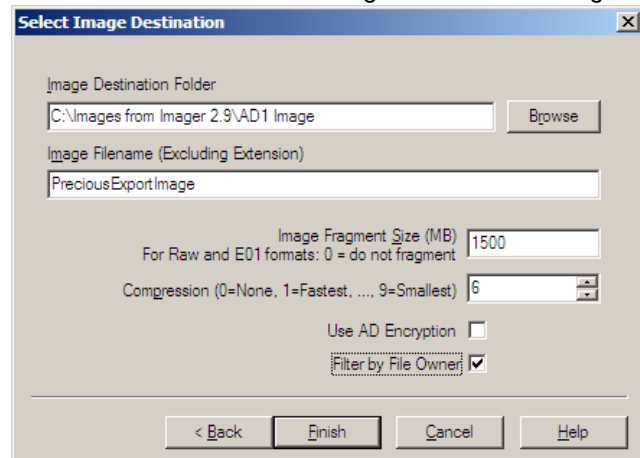 Select Image Destination
Image Destination Folder
C:\Images from Imager 2.9\AD1 Image
Browse
Image Filename (Excluding Extension)
PreciousExportImage
Image Fragment Size (MB)
For Raw and E01 formats: 0 = do not fragment
1500
Compression (0=None, 1=Fastest, ..., 9=Smallest)
6
Use AD Encryption
Filter by File Owner
< Back
Finish
Cancel
Help